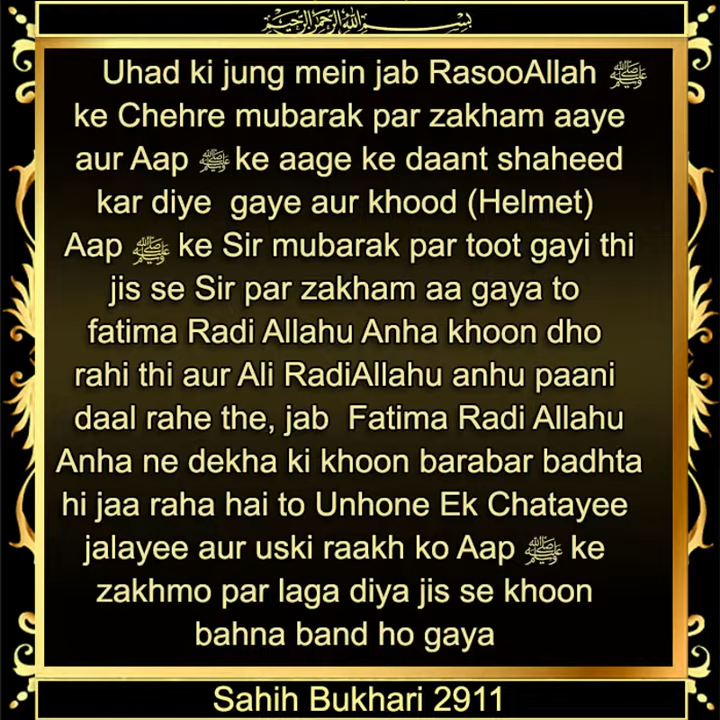 بسم الله الرحمن الرحيم
Uhad ki jung mein jab RasooAllah ﷺ
ke Chehre mubarak par zakham aaye
aur Aap ﷺ ke aage ke daant shaheed
kar diye gaye aur khood (Helmet)
Aap ﷺ ke Sir mubarak par toot gayi thi
jis se Sir par zakham aa gaya to
fatima Radi Allahu Anha khoon dho
rahi thi aur Ali RadiAllahu anhu paani
daal rahe the, jab Fatima Radi Allahu
Anha ne dekha ki khoon barabar badhta
hi jaa raha hai to Unhone Ek Chatayee
jalayee aur uski raakh ko Aap ﷺ ke
zakhmo par laga diya jis se khoon
bahna band ho gaya
Sahih Bukhari 2911